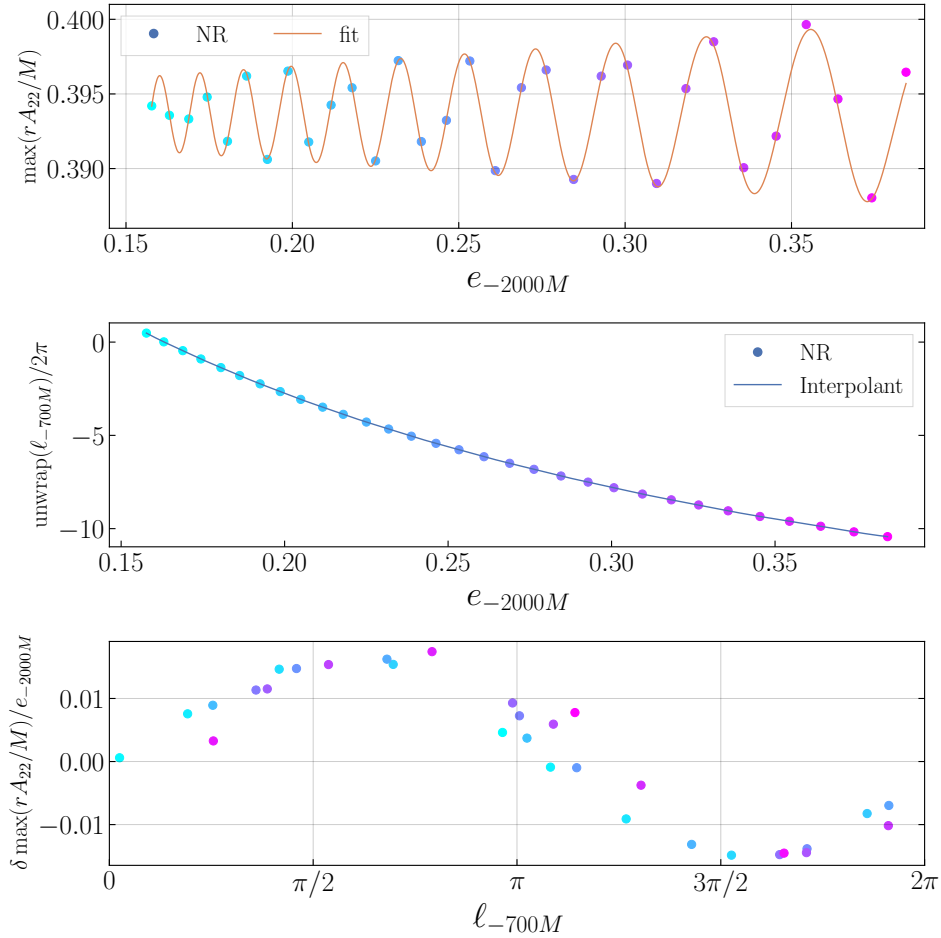 0.400
0.395
0.390
max(rA₂₂/M)
NR
fit
0.15
0.20
0.25
0.30
0.35
e₋₂₀₀₀M
0
−5
−10
unwrap(ℓ₋₇₀₀M)/2π
NR
Interpolant
0.15
0.20
0.25
0.30
0.35
e₋₂₀₀₀M
0.01
0.00
−0.01
δ max(rA₂₂/M)/e₋₂₀₀₀M
0
π/2
π
3π/2
2π
ℓ₋₇₀₀M